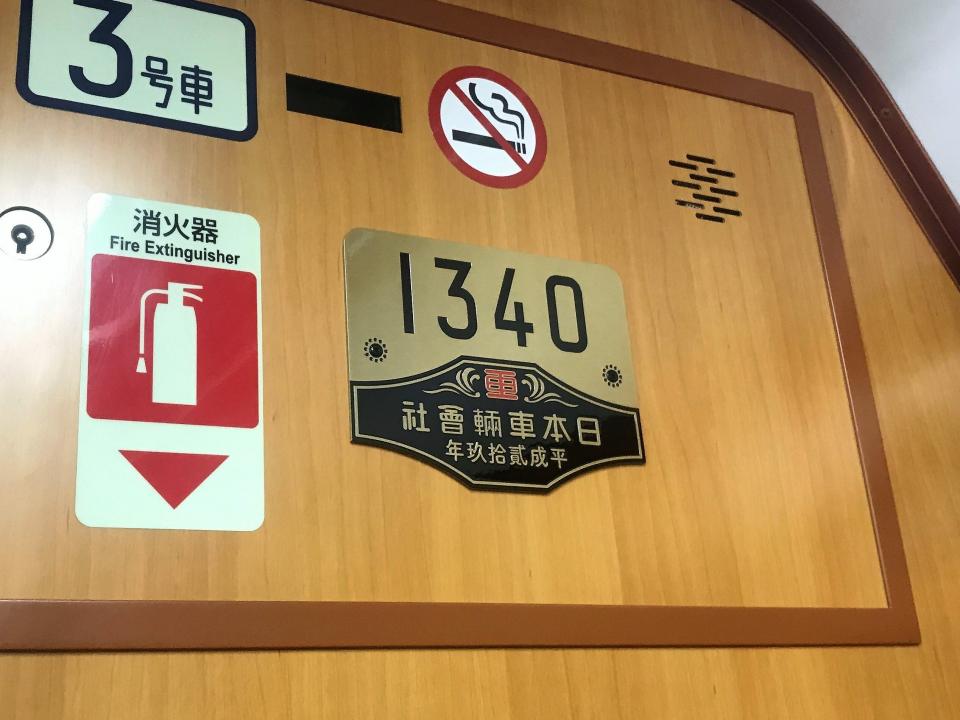 3号車
消火器
Fire Extinguisher
1340
社會輛車本日
年玖拾貳成平